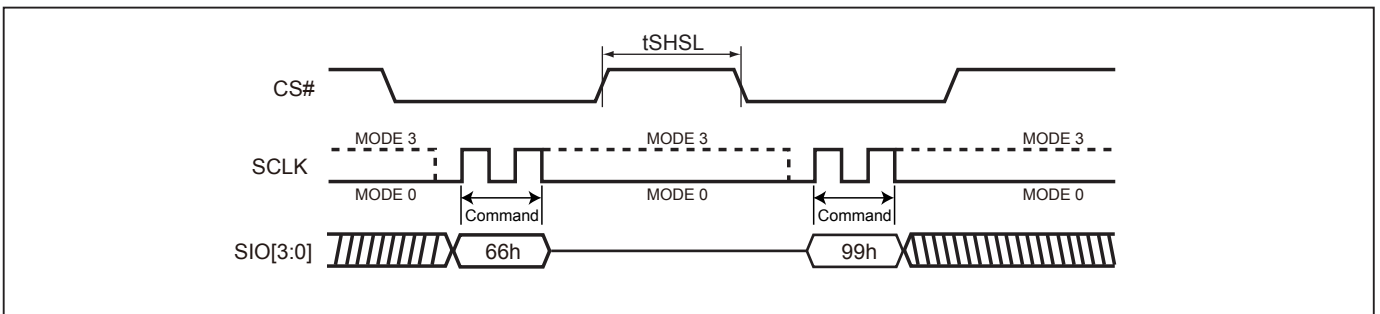 tSHSL
CS#
MODE 3 MODE 3 MODE 3
SCLK
MODE 0 MODE 0 MODE 0
Command Command
SIO[3:0] 66h 99h